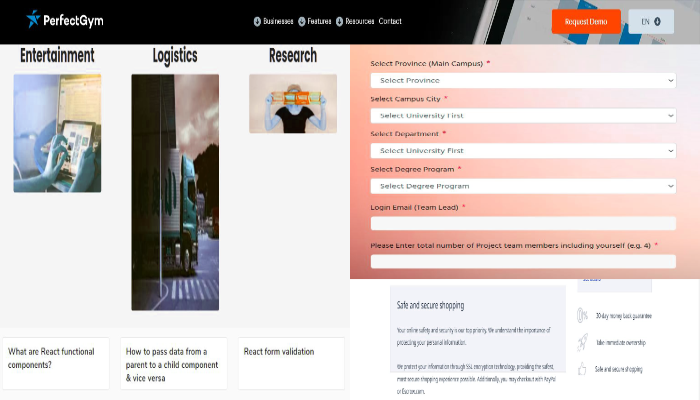 PerfectGym
Businesses Features Resources Contact
Request Demo
EN
Entertainment
Logistics
Research
Select Province (Main Campus) *
Select Province
Select Campus City *
Select University First
Select Department *
Select University First
Select Degree Program *
Select Degree Program
Login Email (Team Lead) *
Please Enter total number of Project team members including yourself (e.g. 4) *
Safe and secure shopping
Your online safety and security is our top priority. We understand the importance of
protecting your personal information.
We protect your information through SSL encryption technology, providing the safest,
most secure shopping experience possible. Additionally, you may checkout with PayPal
or Escrow.com.
30-day money back guarantee
Take immediate ownership
Safe and secure shopping
What are React functional
components?
How to pass data from a
parent to a child component
& vice versa
React form validation